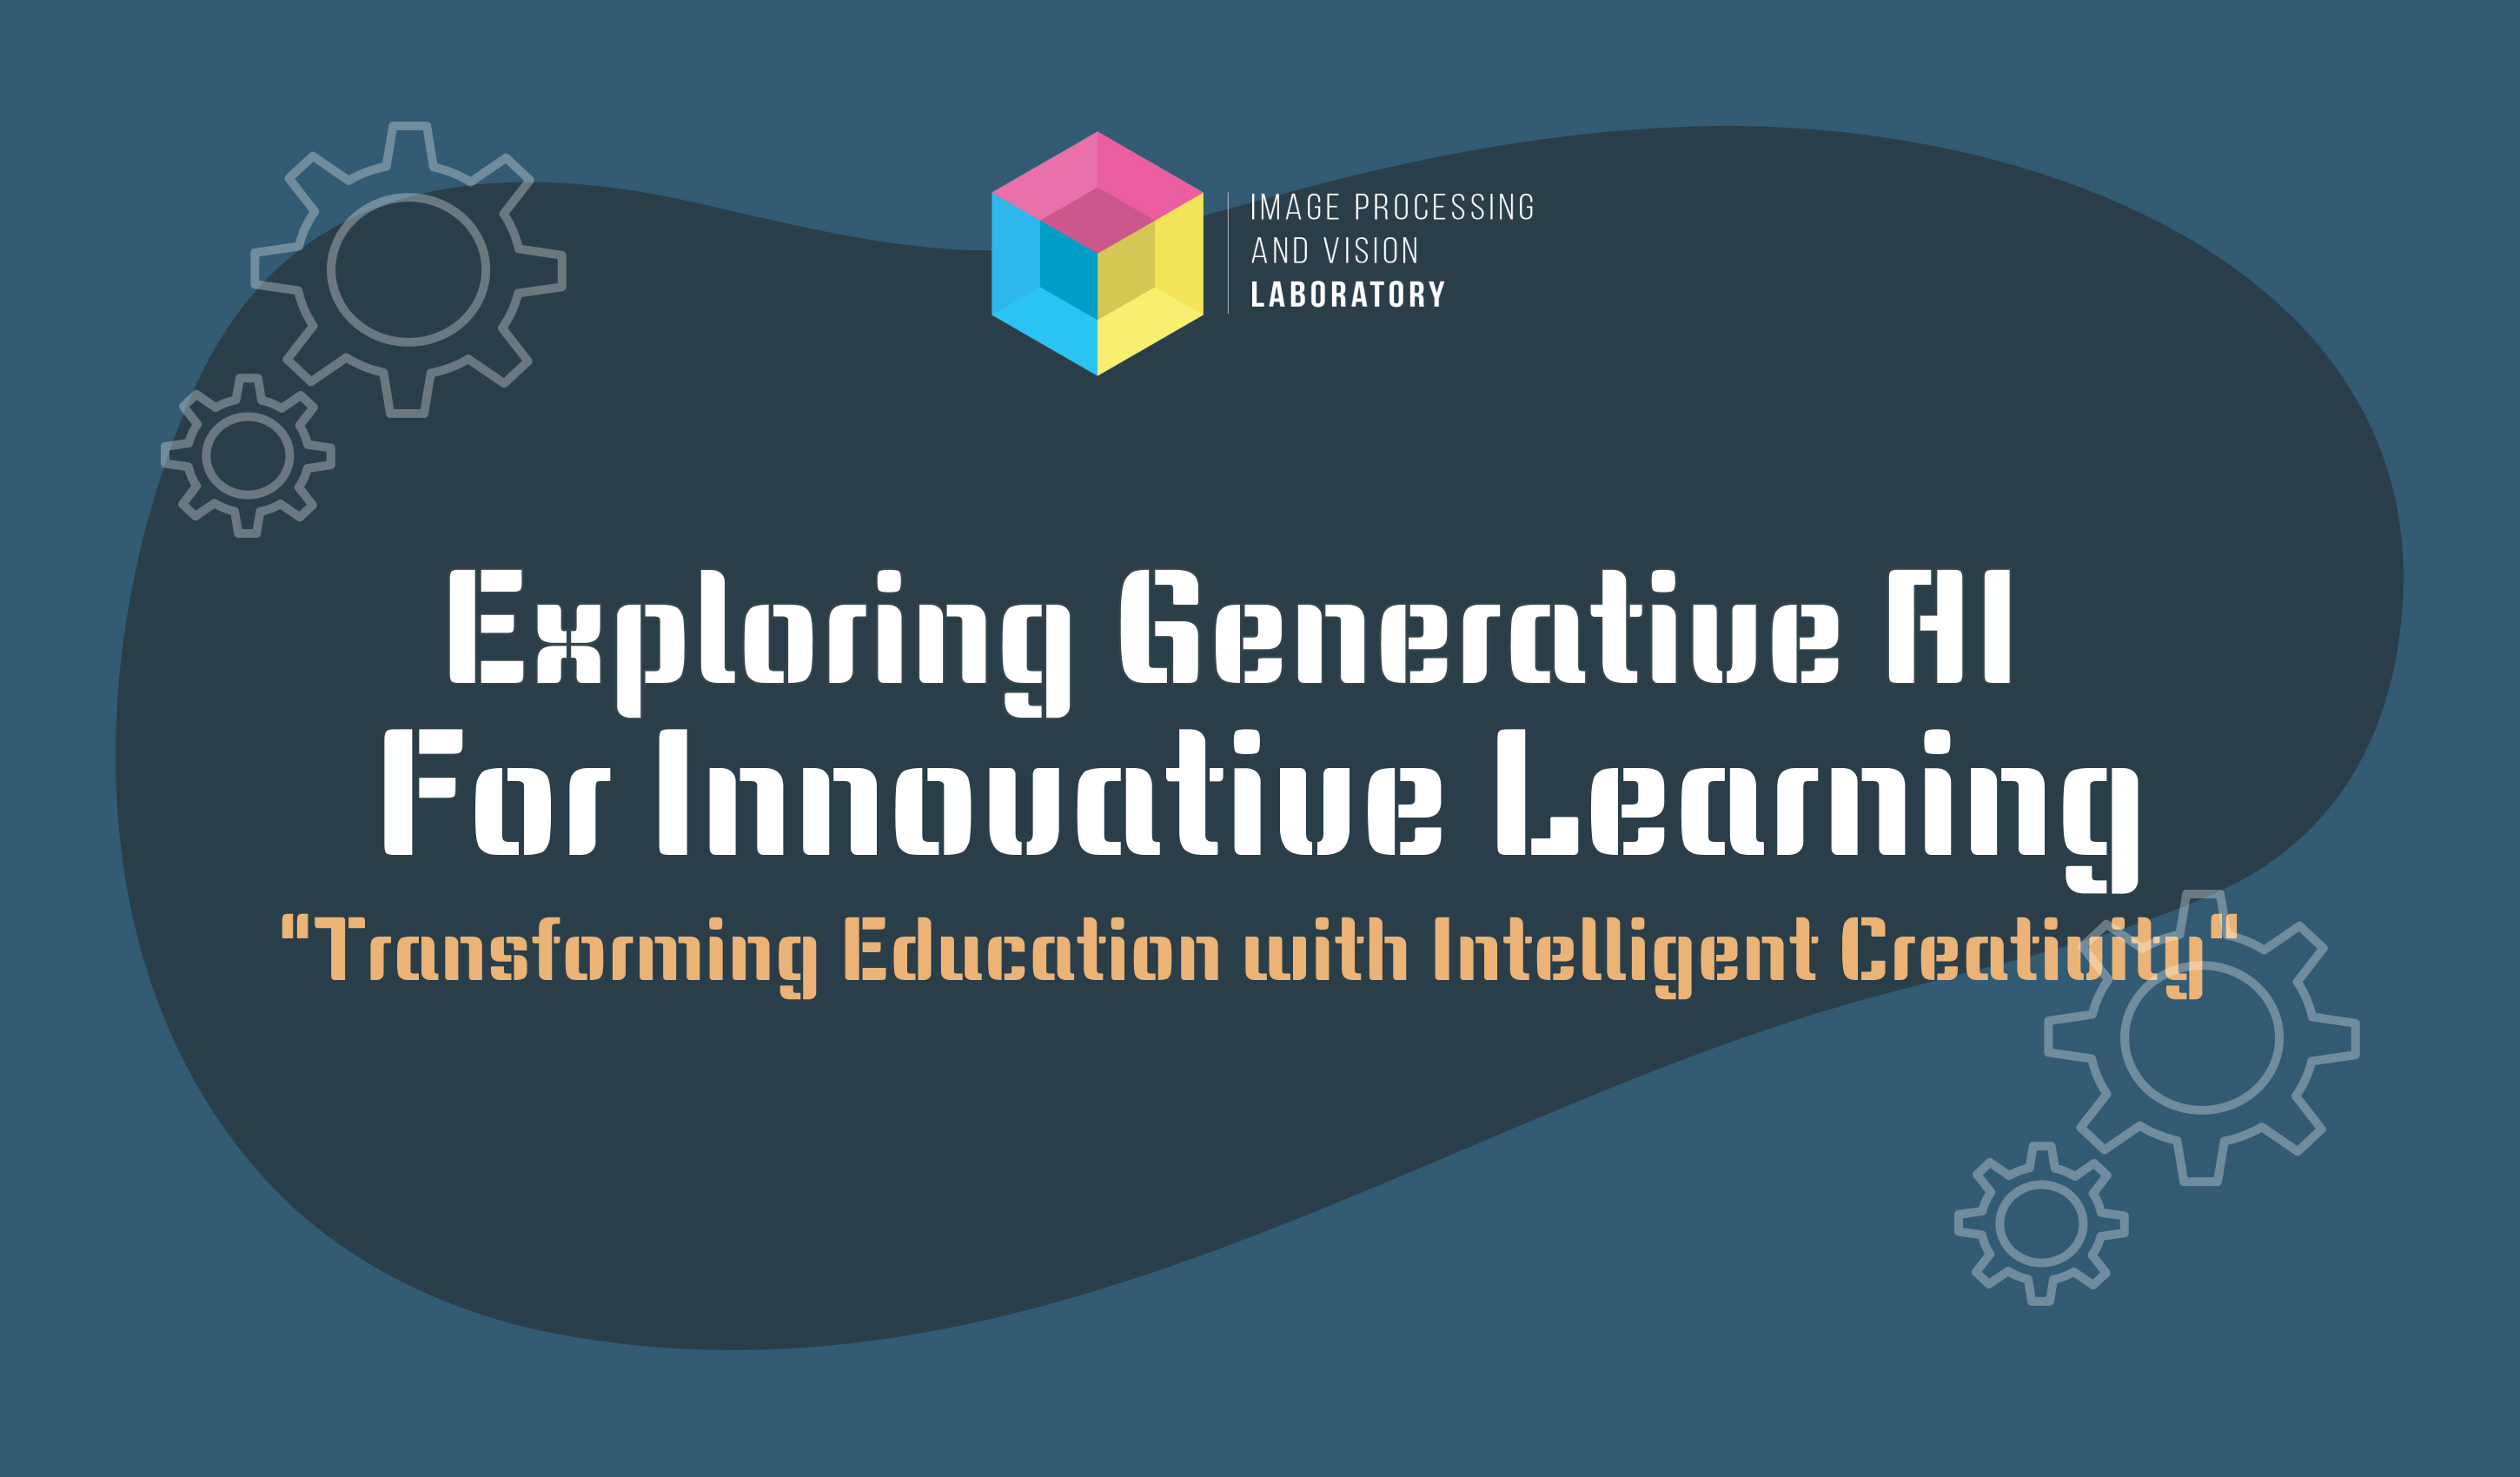 IMAGE PROCESSING
AND VISION
LABORATORY
Exploring Generative AI
For Innovative Learning
"Transforming Education with Intelligent Creativity"